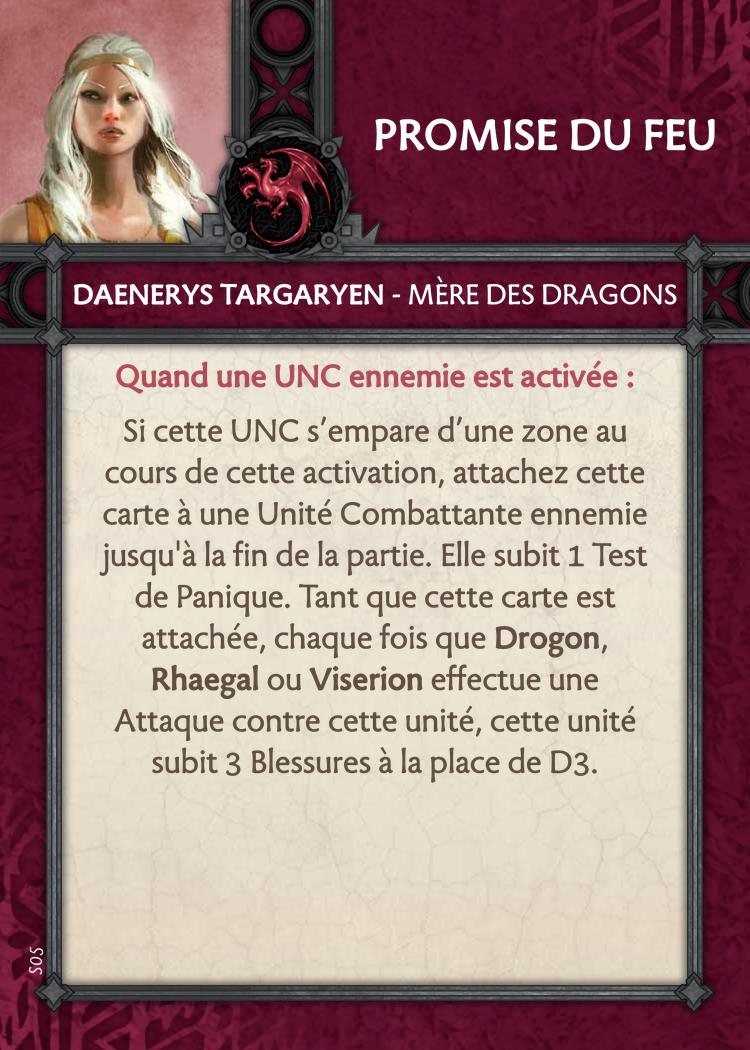 PROMISE DU FEU
DAENERYS TARGARYEN - MÈRE DES DRAGONS
Quand une UNC ennemie est activée :
Si cette UNC s’empare d’une zone au
cours de cette activation, attachez cette
carte à une Unité Combattante ennemie
jusqu'à la fin de la partie. Elle subit 1 Test
de Panique. Tant que cette carte est
attachée, chaque fois que Drogon,
Rhaegal ou Viserion effectue une
Attaque contre cette unité, cette unité
subit 3 Blessures à la place de D3.
S05